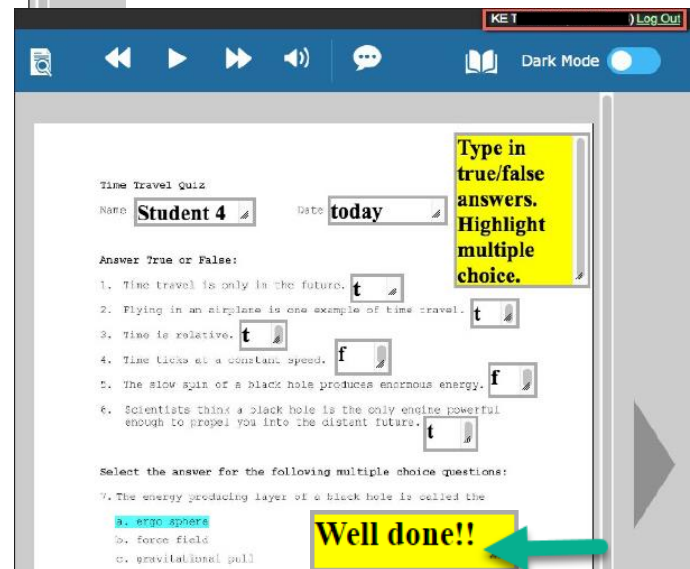 KE T ) Log Out
Dark Mode
Type in
true/false
answers.
Highlight
multiple
choice.
Time Travel Quiz
Name Student 4 Date today
Answer True or False:
1. Time travel is only in the future. t
2. Flying in an airplane is one example of time travel. t
3. Time is relative. t
4. Time ticks at a constant speed. f
5. The slow spin of a black hole produces enormous energy. f
6. Scientists think a black hole is the only engine powerful
enough to propel you into the distant future. t
Select the answer for the following multiple choice questions:
7. The energy producing layer of a black hole is called the
a. ergo sphere
b. force field
c. gravitational pull
Well done!!